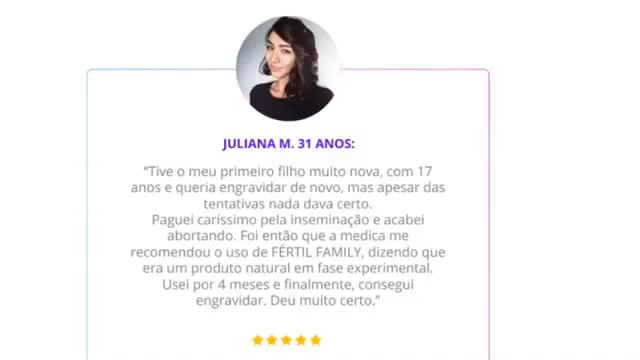 JULIANA M. 31 ANOS:
“Tive o meu primeiro filho muito nova, com 17
anos e queria engravidar de novo, mas apesar das
tentativas nada dava certo.
Paguei caríssimo pela inseminação e acabei
abortando. Foi então que a medica me
recomendou o uso de FÉRTIL FAMILY, dizendo que
era um produto natural em fase experimental.
Usei por 4 meses e finalmente, consegui
engravidar. Deu muito certo.”